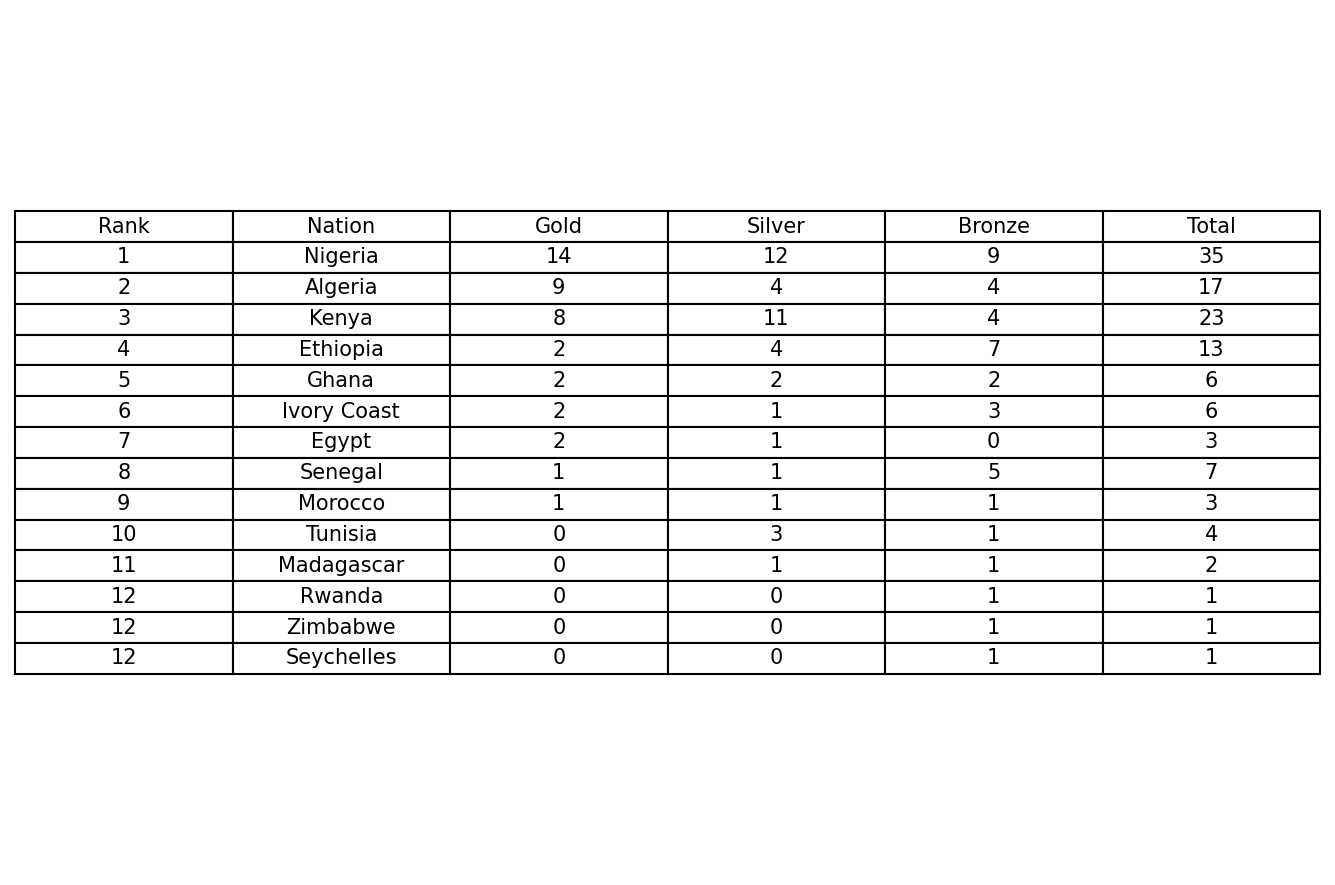 Rank Nation Gold Silver Bronze Total
1 Nigeria 14 12 9 35
2 Algeria 9 4 4 17
3 Kenya 8 11 4 23
4 Ethiopia 2 4 7 13
5 Ghana 2 2 2 6
6 Ivory Coast 2 1 3 6
7 Egypt 2 1 0 3
8 Senegal 1 1 5 7
9 Morocco 1 1 1 3
10 Tunisia 0 3 1 4
11 Madagascar 0 1 1 2
12 Rwanda 0 0 1 1
12 Zimbabwe 0 0 1 1
12 Seychelles 0 0 1 1